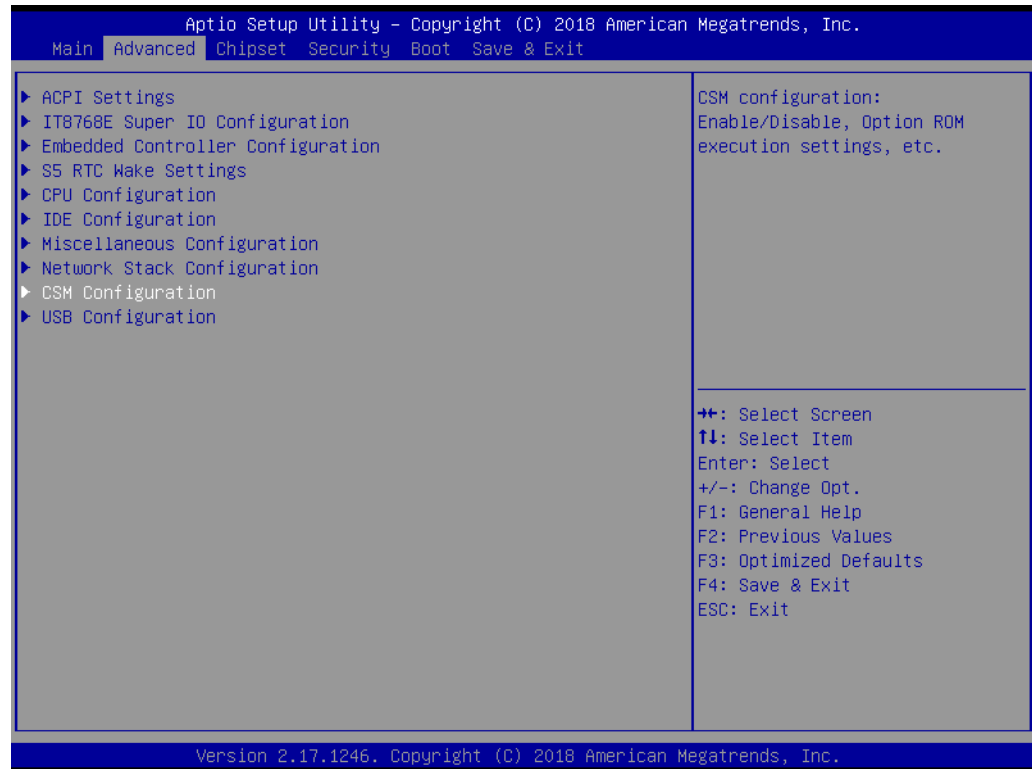 Aptio Setup Utility – Copyright (C) 2018 American Megatrends, Inc.
Main Advanced Chipset Security Boot Save & Exit
▶ ACPI Settings
▶ IT8768E Super IO Configuration
▶ Embedded Controller Configuration
▶ S5 RTC Wake Settings
▶ CPU Configuration
▶ IDE Configuration
▶ Miscellaneous Configuration
▶ Network Stack Configuration
▶ CSM Configuration
▶ USB Configuration
CSM configuration:
Enable/Disable, Option ROM
execution settings, etc.
→←: Select Screen
↑↓: Select Item
Enter: Select
+/-: Change Opt.
F1: General Help
F2: Previous Values
F3: Optimized Defaults
F4: Save & Exit
ESC: Exit
Version 2.17.1246. Copyright (C) 2018 American Megatrends, Inc.